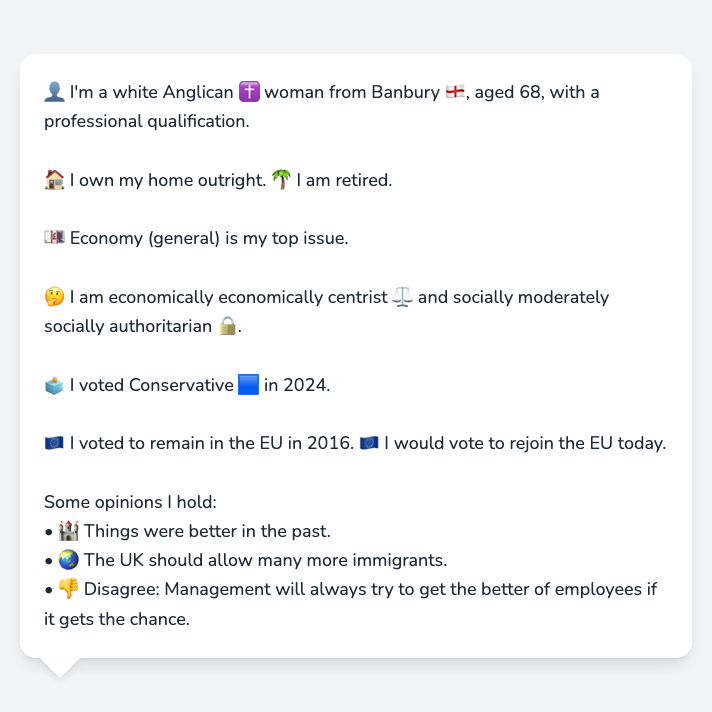 👤 I'm a white Anglican ✝️ woman from Banbury 🏴󠁧󠁢󠁥󠁮󠁧󠁿, aged 68, with a
professional qualification.
🏠 I own my home outright. 🌴 I am retired.
💷 Economy (general) is my top issue.
🤔 I am economically economically centrist ⚖️ and socially moderately
socially authoritarian 🔒.
🗳️ I voted Conservative 🟦 in 2024.
🇪🇺 I voted to remain in the EU in 2016. 🇪🇺 I would vote to rejoin the EU today.
Some opinions I hold:
• 🏰 Things were better in the past.
• 🌏 The UK should allow many more immigrants.
• 👎 Disagree: Management will always try to get the better of employees if
it gets the chance.